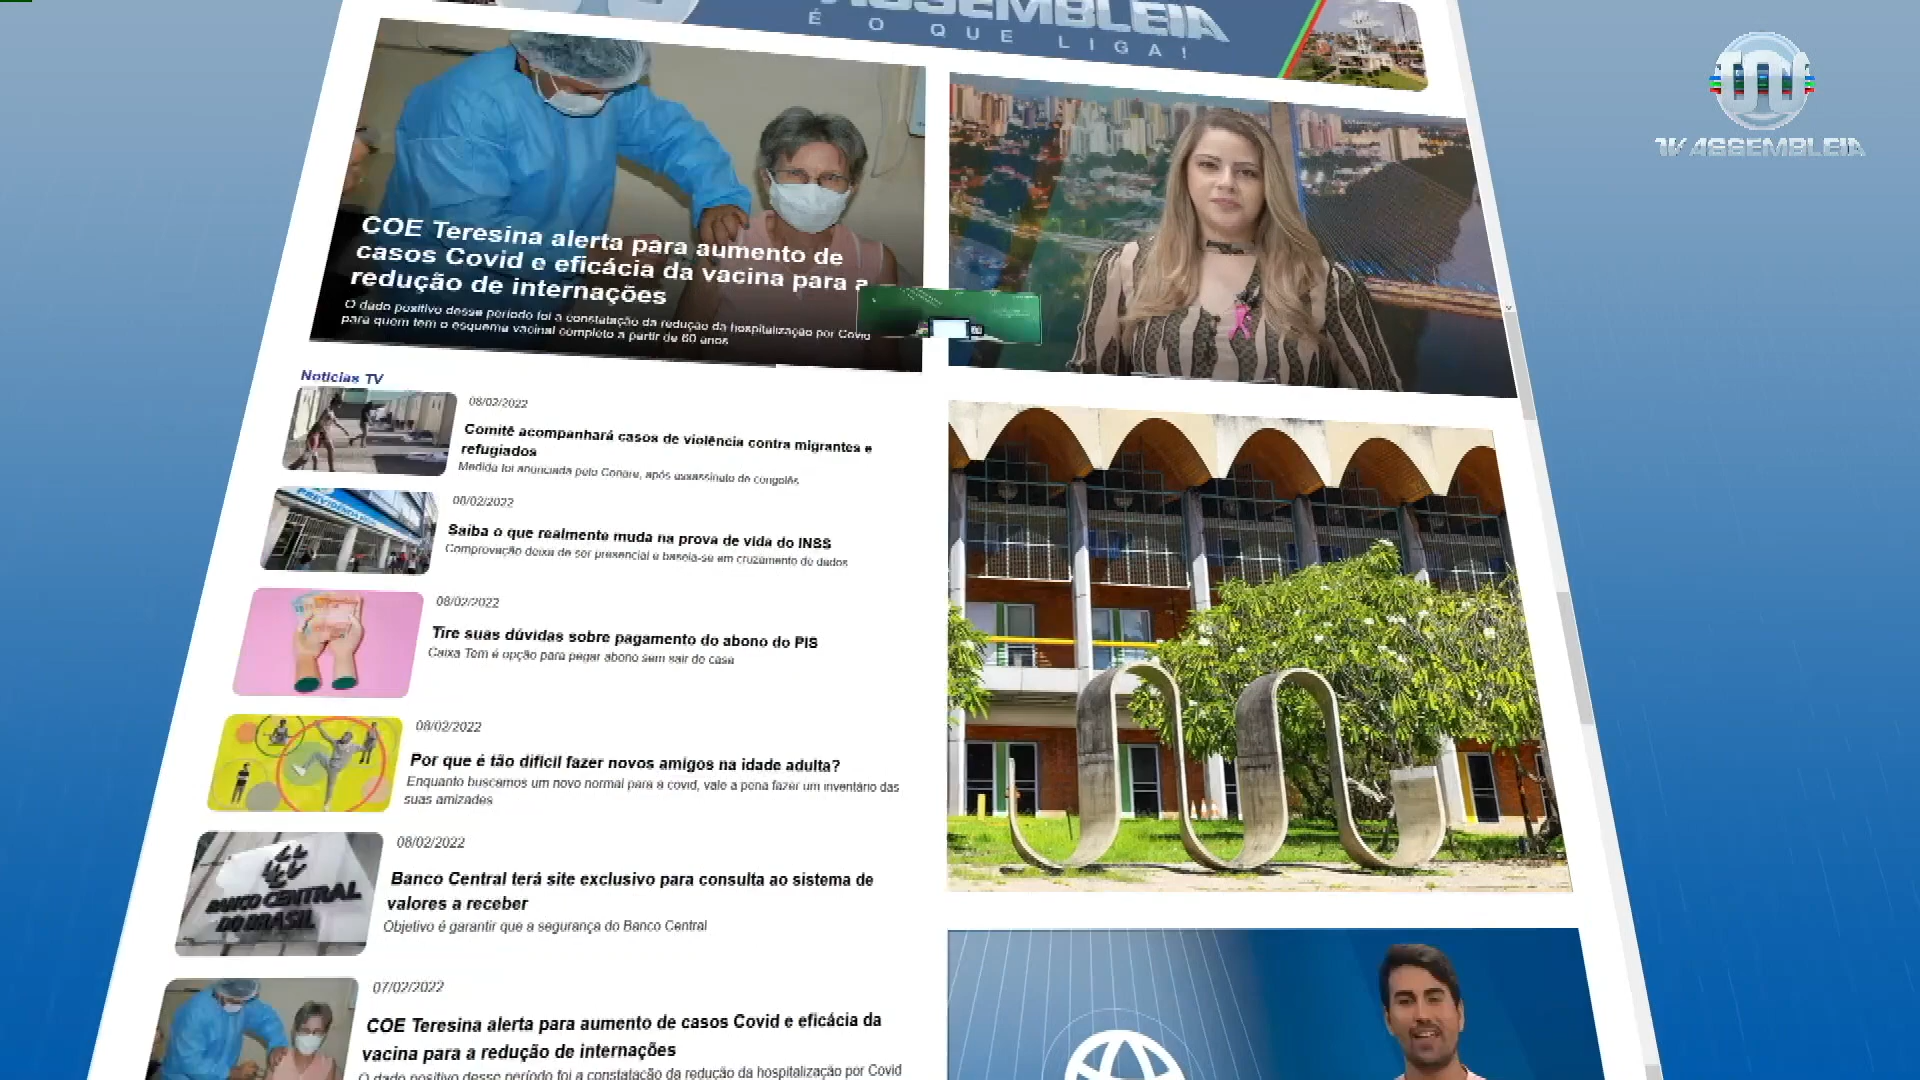 ASSEMBLEIA
É O QUE LIGA!
TV ASSEMBLEIA
COE Teresina alerta para aumento de
casos Covid e eficácia da vacina para a
redução de internações
O dado positivo desse período foi a constatação da redução da hospitalização por Covid
para quem tem o esquema vacinal completo a partir de 60 anos
Notícias TV
08/02/2022
Comitê acompanhará casos de violência contra migrantes e
refugiados
Medida foi anunciada pelo Conare, após assassinato de congolês
PREVIDÊNCIA
08/02/2022
Saiba o que realmente muda na prova de vida do INSS
Comprovação deixa de ser presencial e baseia-se em cruzamento de dados
08/02/2022
Tire suas dúvidas sobre pagamento do abono do PIS
Caixa Tem é opção para pegar abono sem sair de casa
08/02/2022
Por que é tão difícil fazer novos amigos na idade adulta?
Enquanto buscamos um novo normal para a covid, vale a pena fazer um inventário das
suas amizades
BANCO CENTRAL
DO BRASIL
08/02/2022
Banco Central terá site exclusivo para consulta ao sistema de
valores a receber
Objetivo é garantir que a segurança do Banco Central
07/02/2022
COE Teresina alerta para aumento de casos Covid e eficácia da
vacina para a redução de internações
O dado positivo desse período foi a constatação da redução da hospitalização por Covid